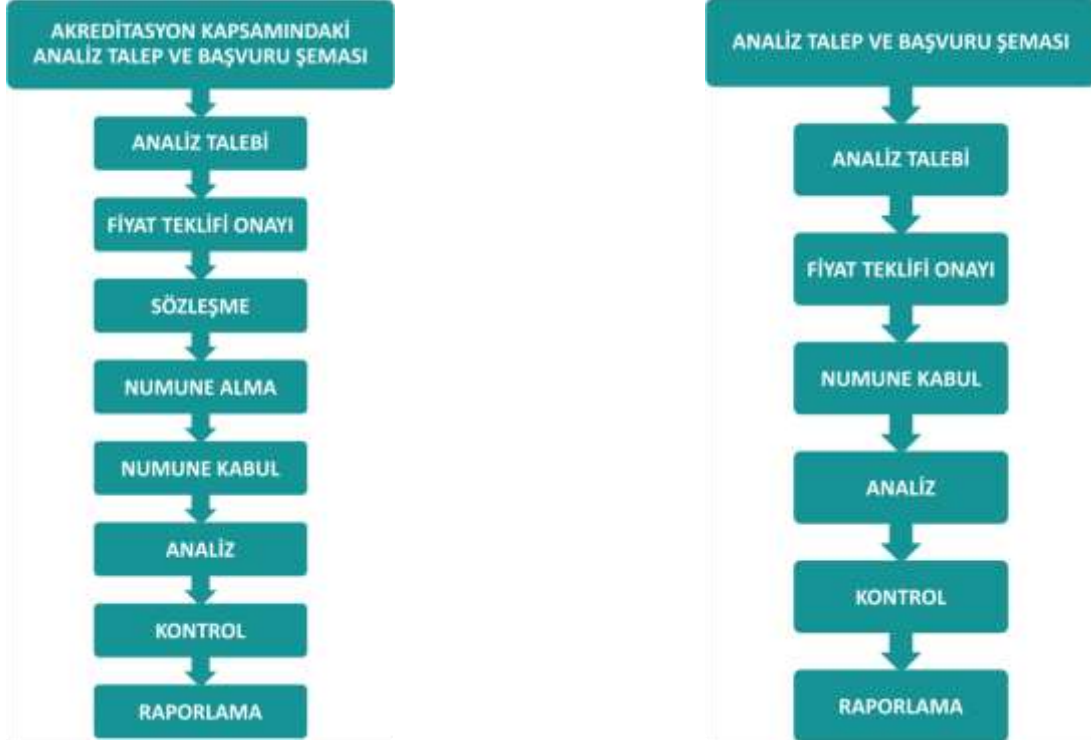 AKREDİTASYON KAPSAMINDAKİ
ANALİZ TALEP VE BAŞVURU ŞEMASI
ANALİZ TALEBİ
FİYAT TEKLİFİ ONAYI
SÖZLEŞME
NUMUNE ALMA
NUMUNE KABUL
ANALİZ
KONTROL
RAPORLAMA
ANALİZ TALEP VE BAŞVURU ŞEMASI
ANALİZ TALEBİ
FİYAT TEKLİFİ ONAYI
NUMUNE KABUL
ANALİZ
KONTROL
RAPORLAMA